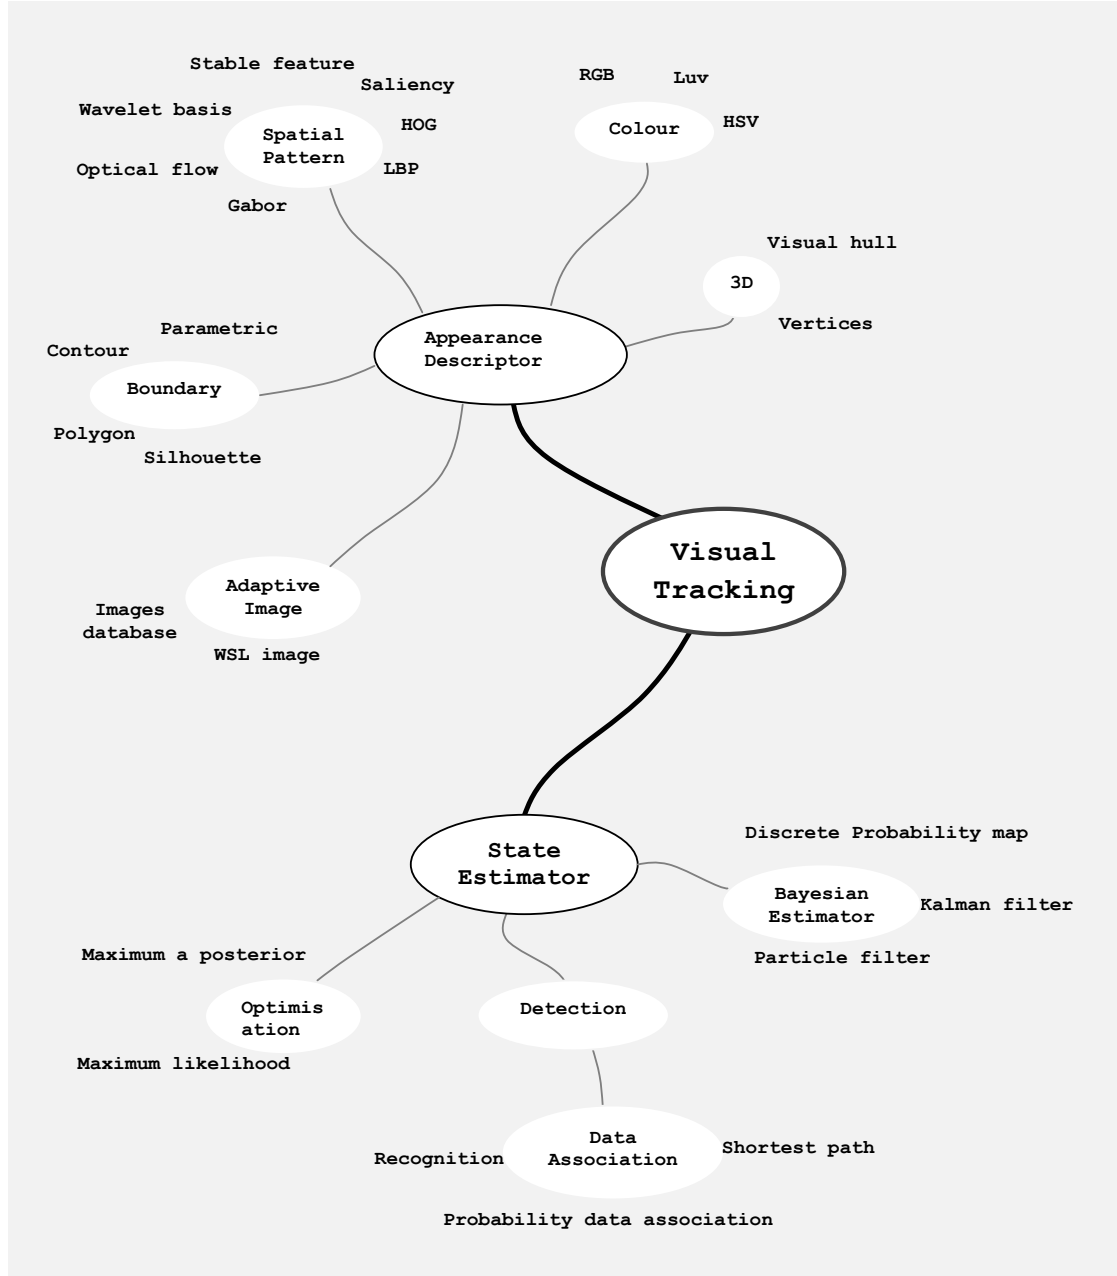 Stable feature
Saliency
Wavelet basis
HOG
Spatial
Pattern
Optical flow
LBP
Gabor
RGB
Luv
Colour
HSV
Visual hull
3D
Vertices
Appearance
Descriptor
Parametric
Contour
Boundary
Polygon
Silhouette
Visual
Tracking
Adaptive
Image
Images
database
WSL image
State
Estimator
Discrete Probability map
Bayesian
Estimator
Kalman filter
Particle filter
Maximum a posterior
Optimis
ation
Maximum likelihood
Detection
Data
Association
Recognition
Shortest path
Probability data association